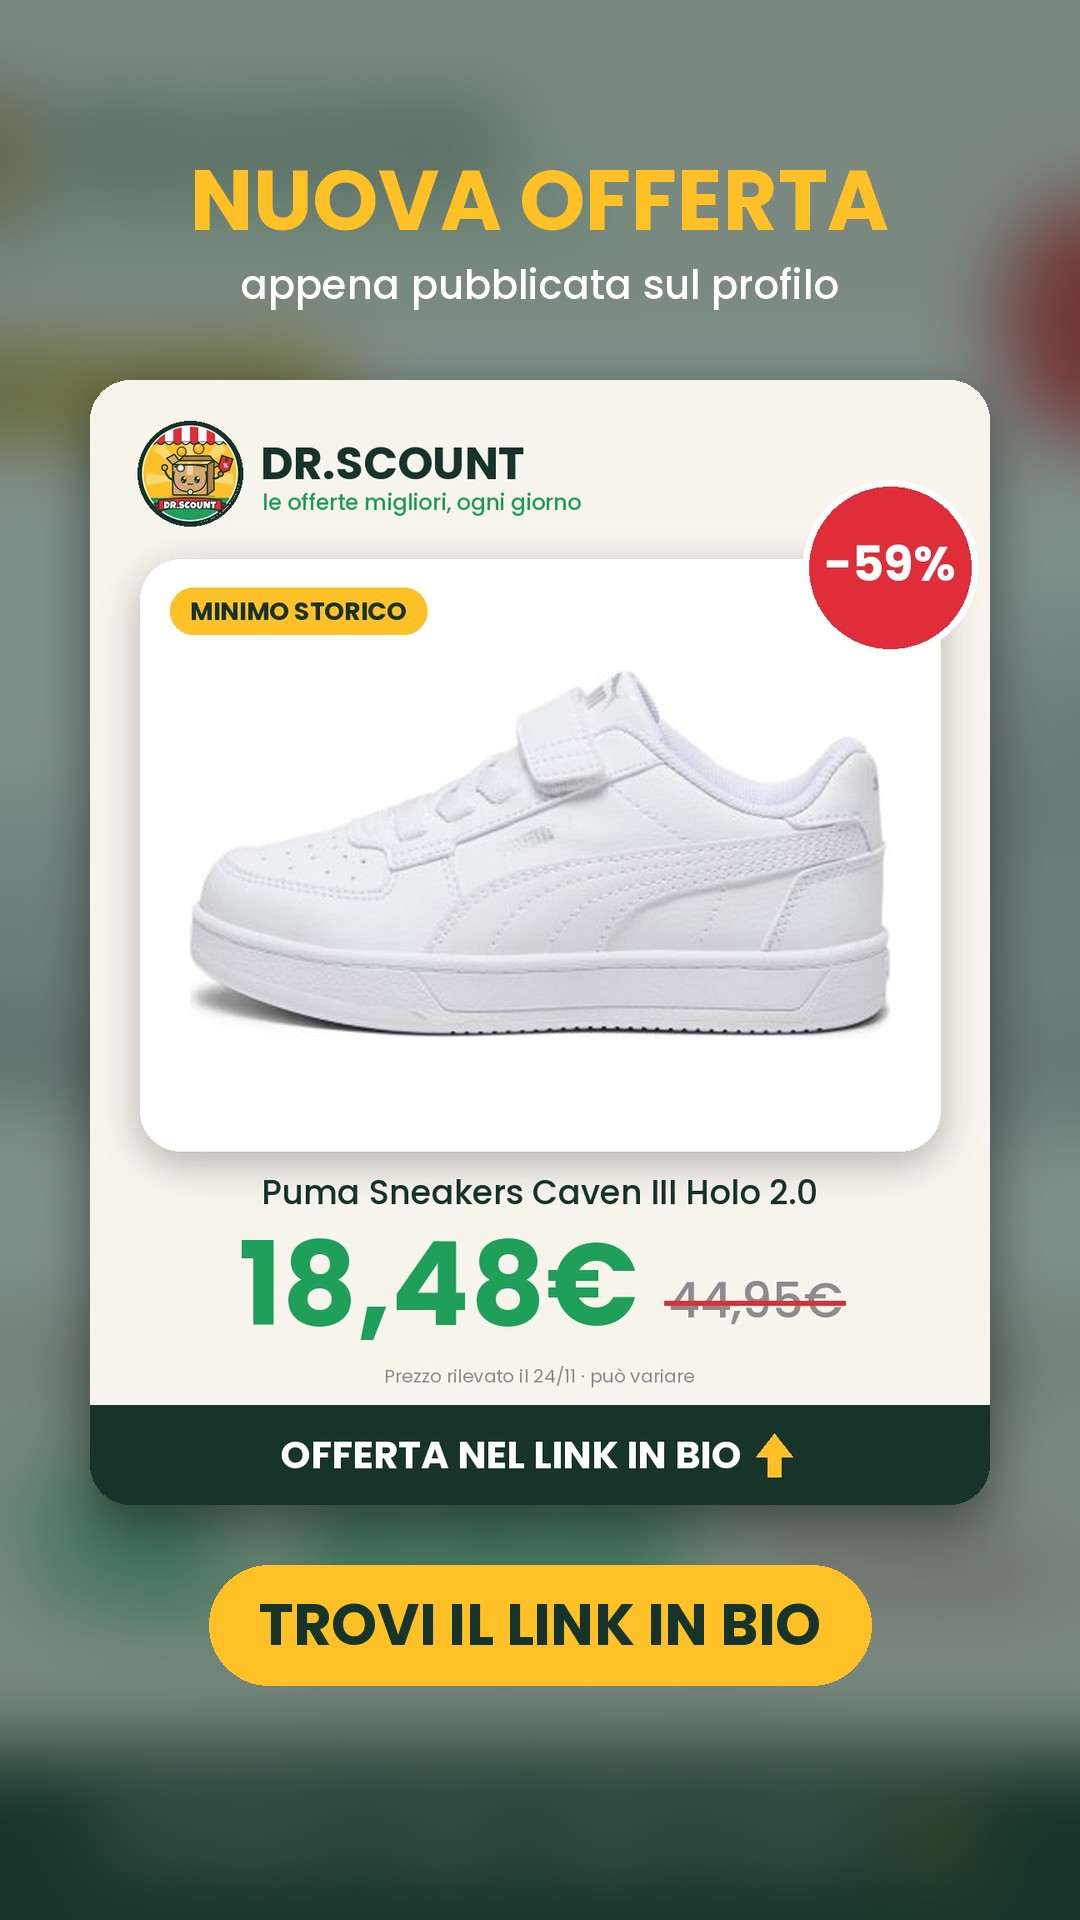 NUOVA OFFERTA
appena pubblicata sul profilo
DR.SCOUNT
DR.SCOUNT
le offerte migliori, ogni giorno
-59%
MINIMO STORICO
Puma Sneakers Caven III Holo 2.0
18,48€ 44,95€
Prezzo rilevato il 24/11 · può variare
OFFERTA NEL LINK IN BIO
TROVI IL LINK IN BIO